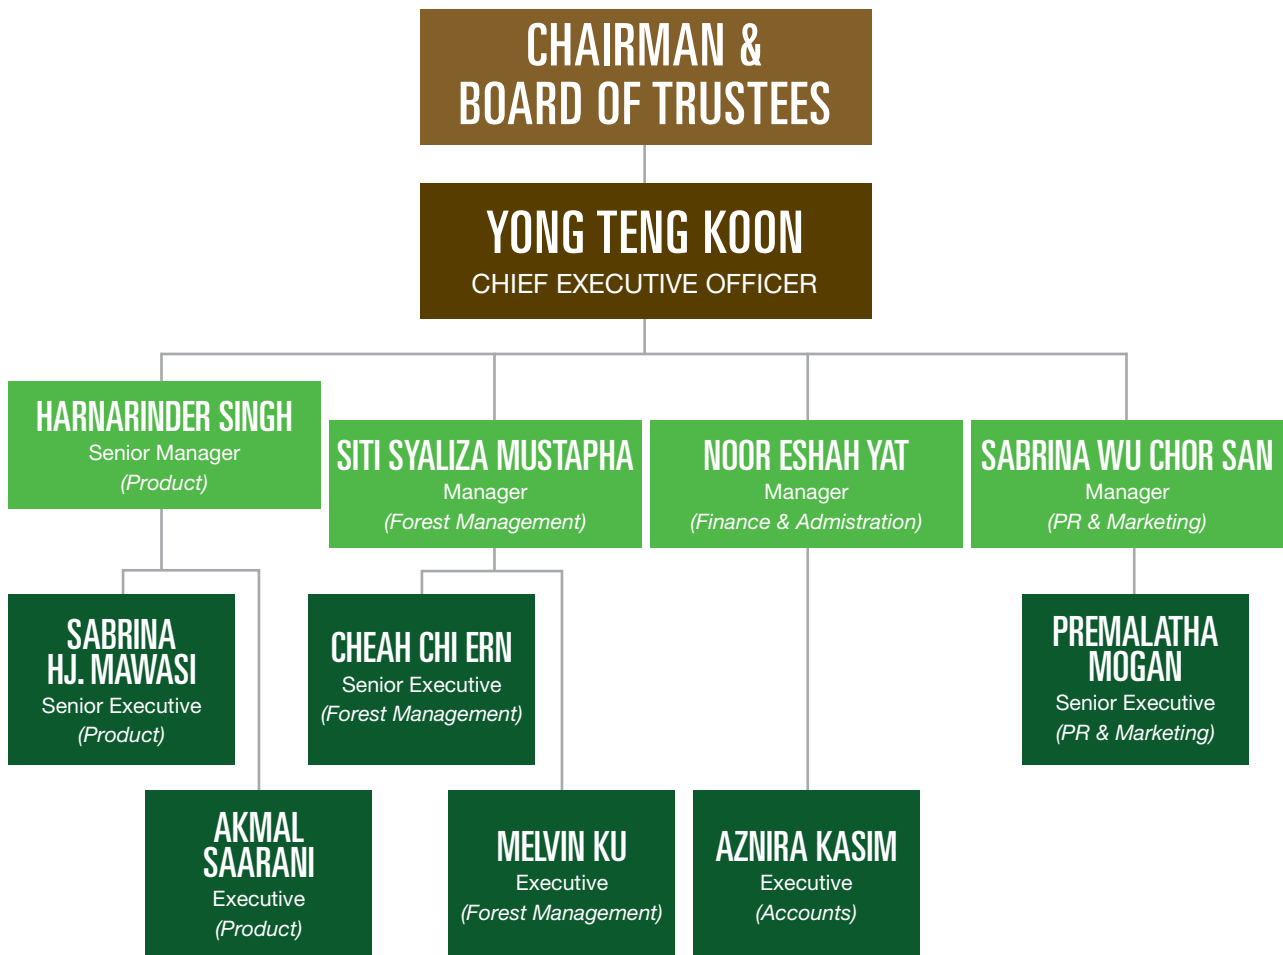 CHAIRMAN &
BOARD OF TRUSTEES
YONG TENG KOON
CHIEF EXECUTIVE OFFICER
HARNARINDER SINGH
Senior Manager
(Product)
SITI SYALIZA MUSTAPHA
Manager
(Forest Management)
NOOR ESHAH YAT
Manager
(Finance & Admistration)
SABRINA WU CHOR SAN
Manager
(PR & Marketing)
SABRINA
HJ. MAWASI
Senior Executive
(Product)
CHEAH CHI ERN
Senior Executive
(Forest Management)
PREMALATHA
MOGAN
Senior Executive
(PR & Marketing)
AKMAL
SAARANI
Executive
(Product)
MELVIN KU
Executive
(Forest Management)
AZNIRA KASIM
Executive
(Accounts)